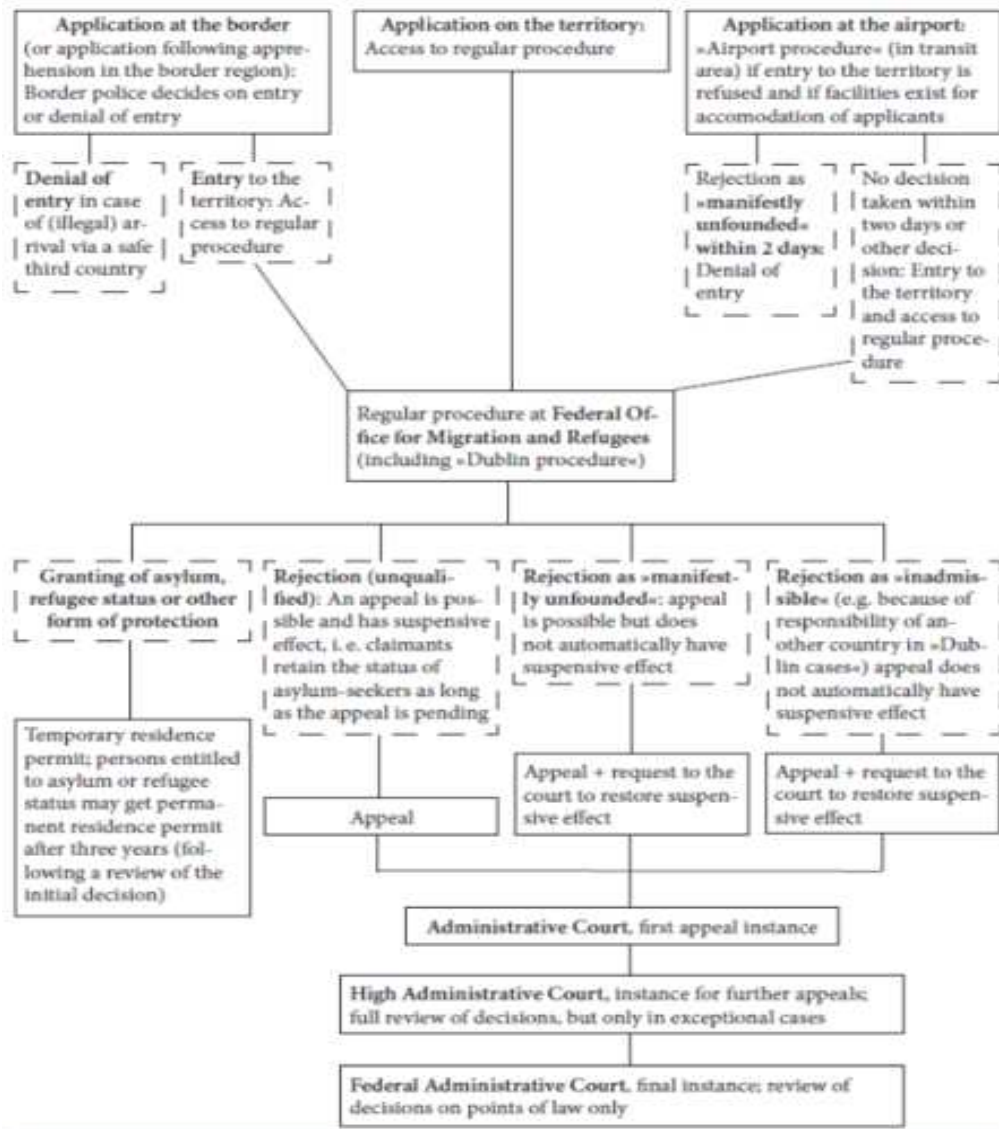 Application at the border
(or application following appre-
hension in the border region):
Border police decides on entry
or denial of entry
Application on the territory:
Access to regular procedure
Application at the airport:
»Airport procedure« (in transit
area) if entry to the territory is
refused and if facilities exist for
accomodation of applicants
Denial of
entry in case
of (illegal) ar-
rival via a safe
third country
Entry to the
territory: Ac-
cess to regular
procedure
Rejection as
»manifestly
unfounded«
within 2 days:
Denial of
entry
No decision
taken within
two days or
other deci-
sion: Entry to
the territory
and access to
regular proce-
dure
Regular procedure at Federal Of-
fice for Migration and Refugees
(including »Dublin procedure«)
Granting of asylum,
refugee status or other
form of protection
Rejection (unquali-
fied): An appeal is pos-
sible and has suspensive
effect, i. e. claimants
retain the status of
asylum-seekers as long
as the appeal is pending
Rejection as »manifest-
ly unfounded«: appeal
is possible but does
not automatically have
suspensive effect
Rejection as »inadmis-
sible« (e.g. because of
responsibility of an-
other country in »Dub-
lin cases«) appeal does
not automatically have
suspensive effect
Temporary residence
permit; persons entitled
to asylum or refugee
status may get perma-
nent residence permit
after three years (fol-
lowing a review of the
initial decision)
Appeal
Appeal + request to the
court to restore suspen-
sive effect
Appeal + request to the
court to restore suspen-
sive effect
Administrative Court, first appeal instance
High Administrative Court, instance for further appeals;
full review of decisions, but only in exceptional cases
Federal Administrative Court, final instance; review of
decisions on points of law only